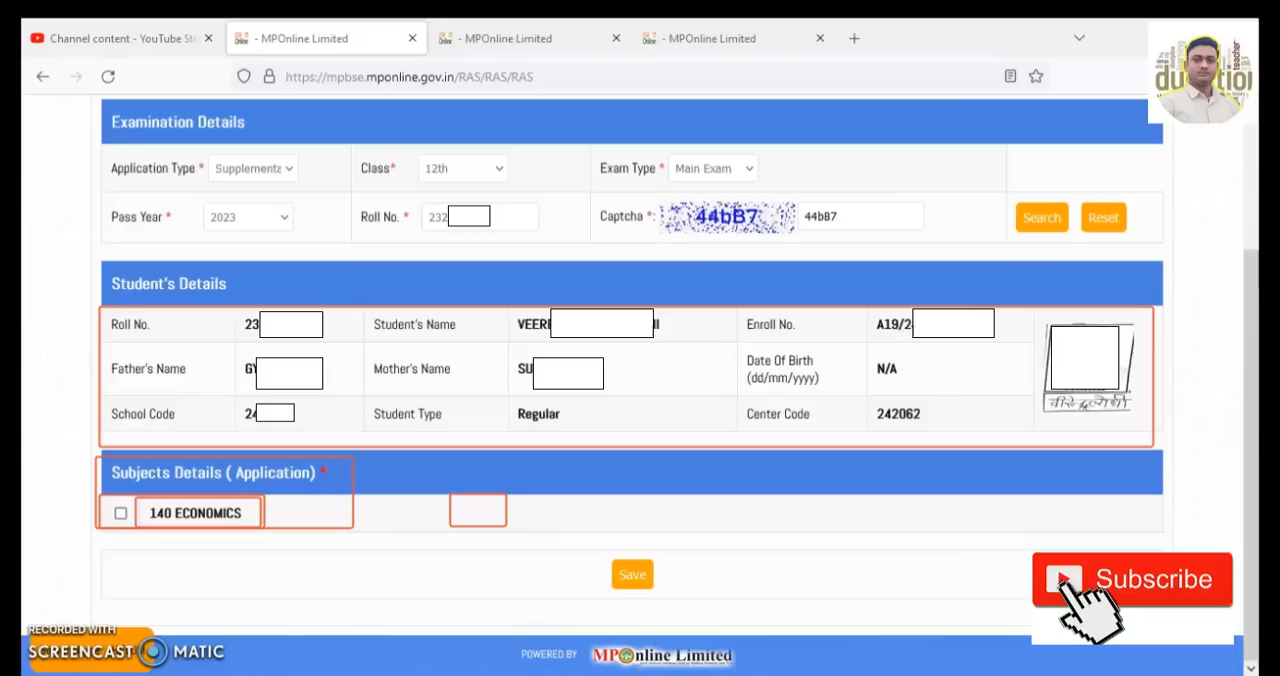 Channel content - YouTube St
- MPOnline Limited
- MPOnline Limited
- MPOnline Limited
https://mpbse.mponline.gov.in/RAS/RAS/RAS
teacher
Examination Details
Application Type * Supplementa
Class* 12th
Exam Type * Main Exam
Pass Year * 2023
Roll No. * 232
Captcha *: 44bB7 44bB7
Search Reset
Student's Details
Roll No. 23 Student's Name VEER Enroll No. A19/2
Father's Name GY Mother's Name SU Date Of Birth (dd/mm/yyyy) N/A
School Code 24 Student Type Regular Center Code 242062
Subjects Details ( Application) *
140 ECONOMICS
Save
Subscribe
RECORDED WITH
SCREENCAST MATIC
POWERED BY MPOnline Limited